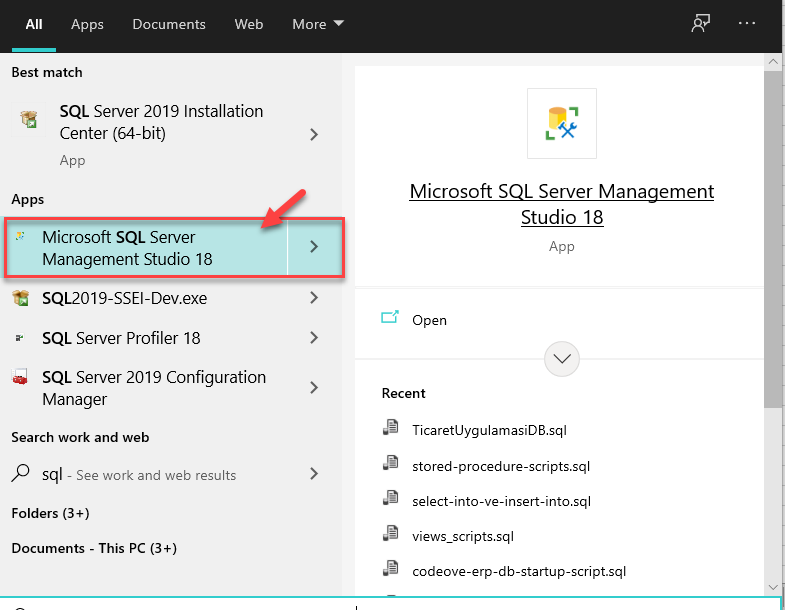 All Apps Documents Web More
Best match
SQL Server 2019 Installation
Center (64-bit)
App
Apps
Microsoft SQL Server
Management Studio 18
SQL2019-SSEI-Dev.exe
SQL Server Profiler 18
SQL Server 2019 Configuration
Manager
Search work and web
sql - See work and web results
Folders (3+)
Documents - This PC (3+)
Microsoft SQL Server Management
Studio 18
App
Open
Recent
TicaretUygulamasiDB.sql
stored-procedure-scripts.sql
select-into-ve-insert-into.sql
views_scripts.sql
codeove-erp-db-startup-script.sql